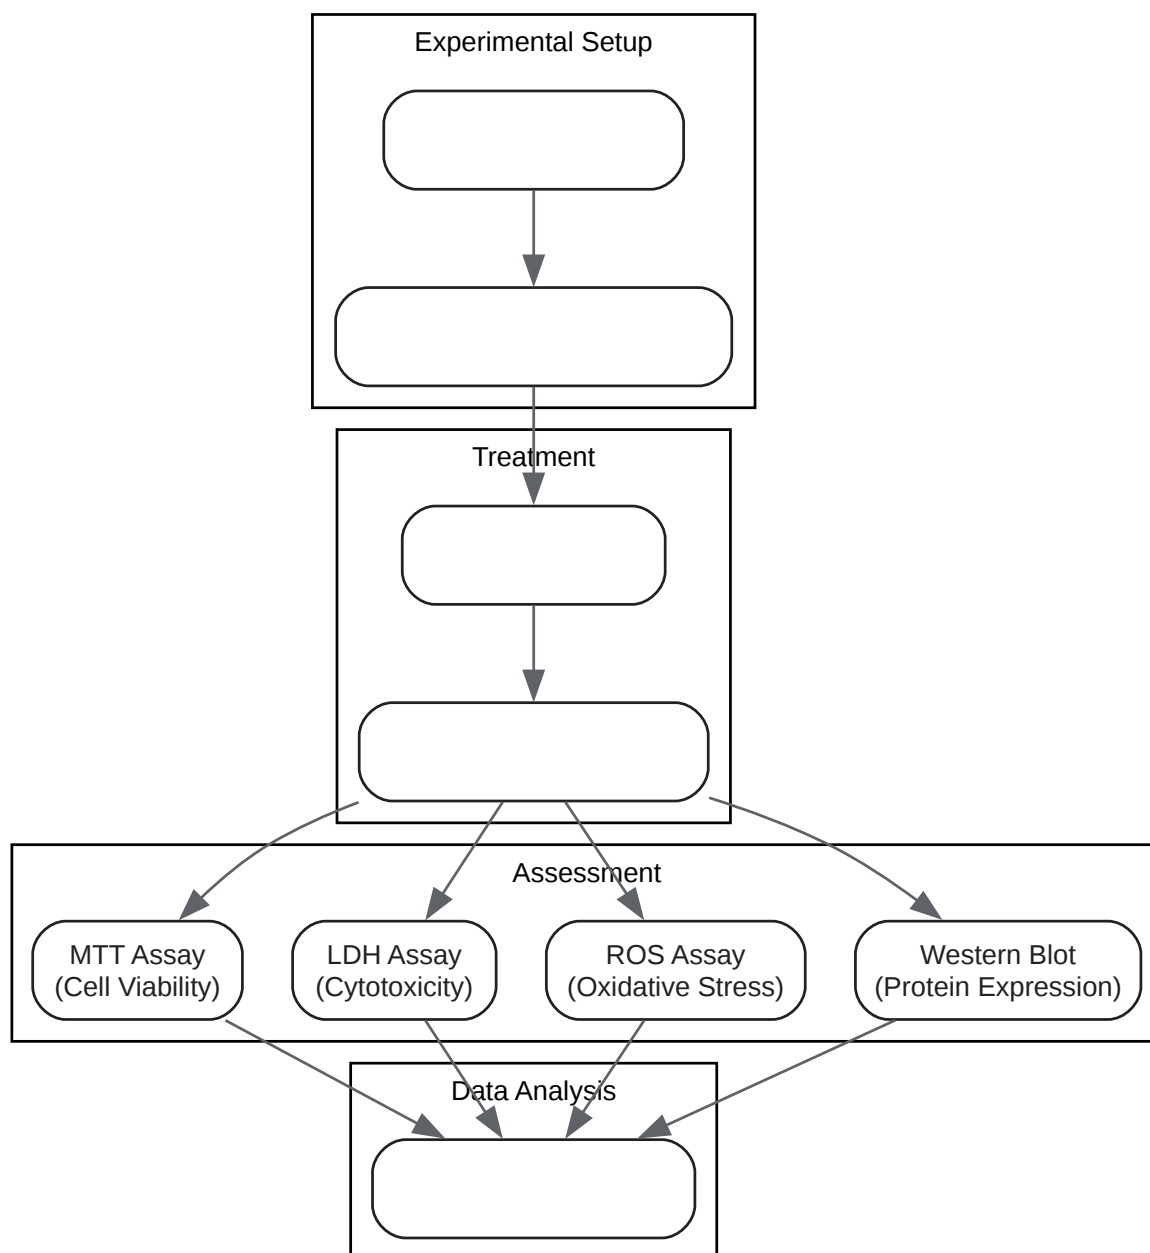 Experimental Setup
Treatment
Assessment
MTT Assay
(Cell Viability)
LDH Assay
(Cytotoxicity)
ROS Assay
(Oxidative Stress)
Western Blot
(Protein Expression)
Data Analysis